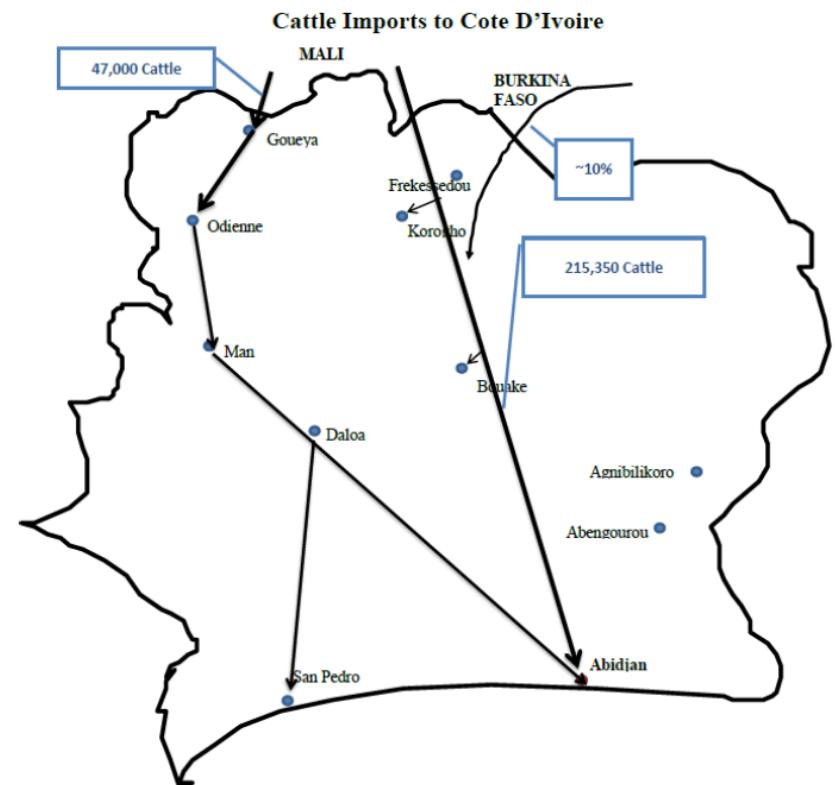 Cattle Imports to Cote D'Ivoire
MALI
47,000 Cattle
BURKINA
FASO
Goueya
~10%
Frekessedou
Odienne
Korogho
215,350 Cattle
Man
Bouake
Daloa
Agnibilikoro
Abengourou
Abidjan
San Pedro